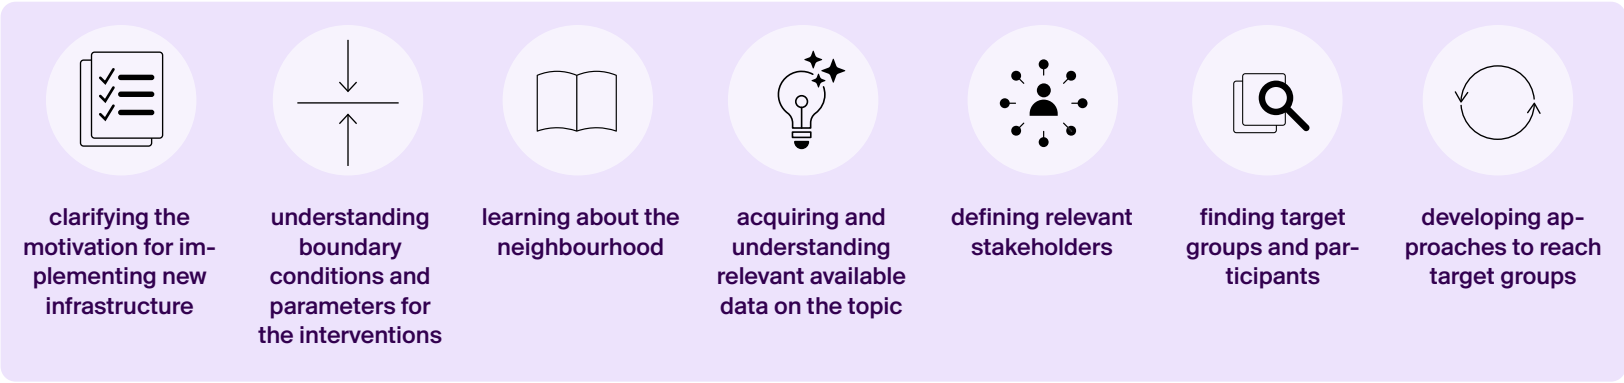 clarifying the
motivation for im-
plementing new
infrastructure
understanding
boundary
conditions and
parameters for
the interventions
learning about the
neighbourhood
acquiring and
understanding
relevant available
data on the topic
defining relevant
stakeholders
finding target
groups and par-
ticipants
developing ap-
proaches to reach
target groups